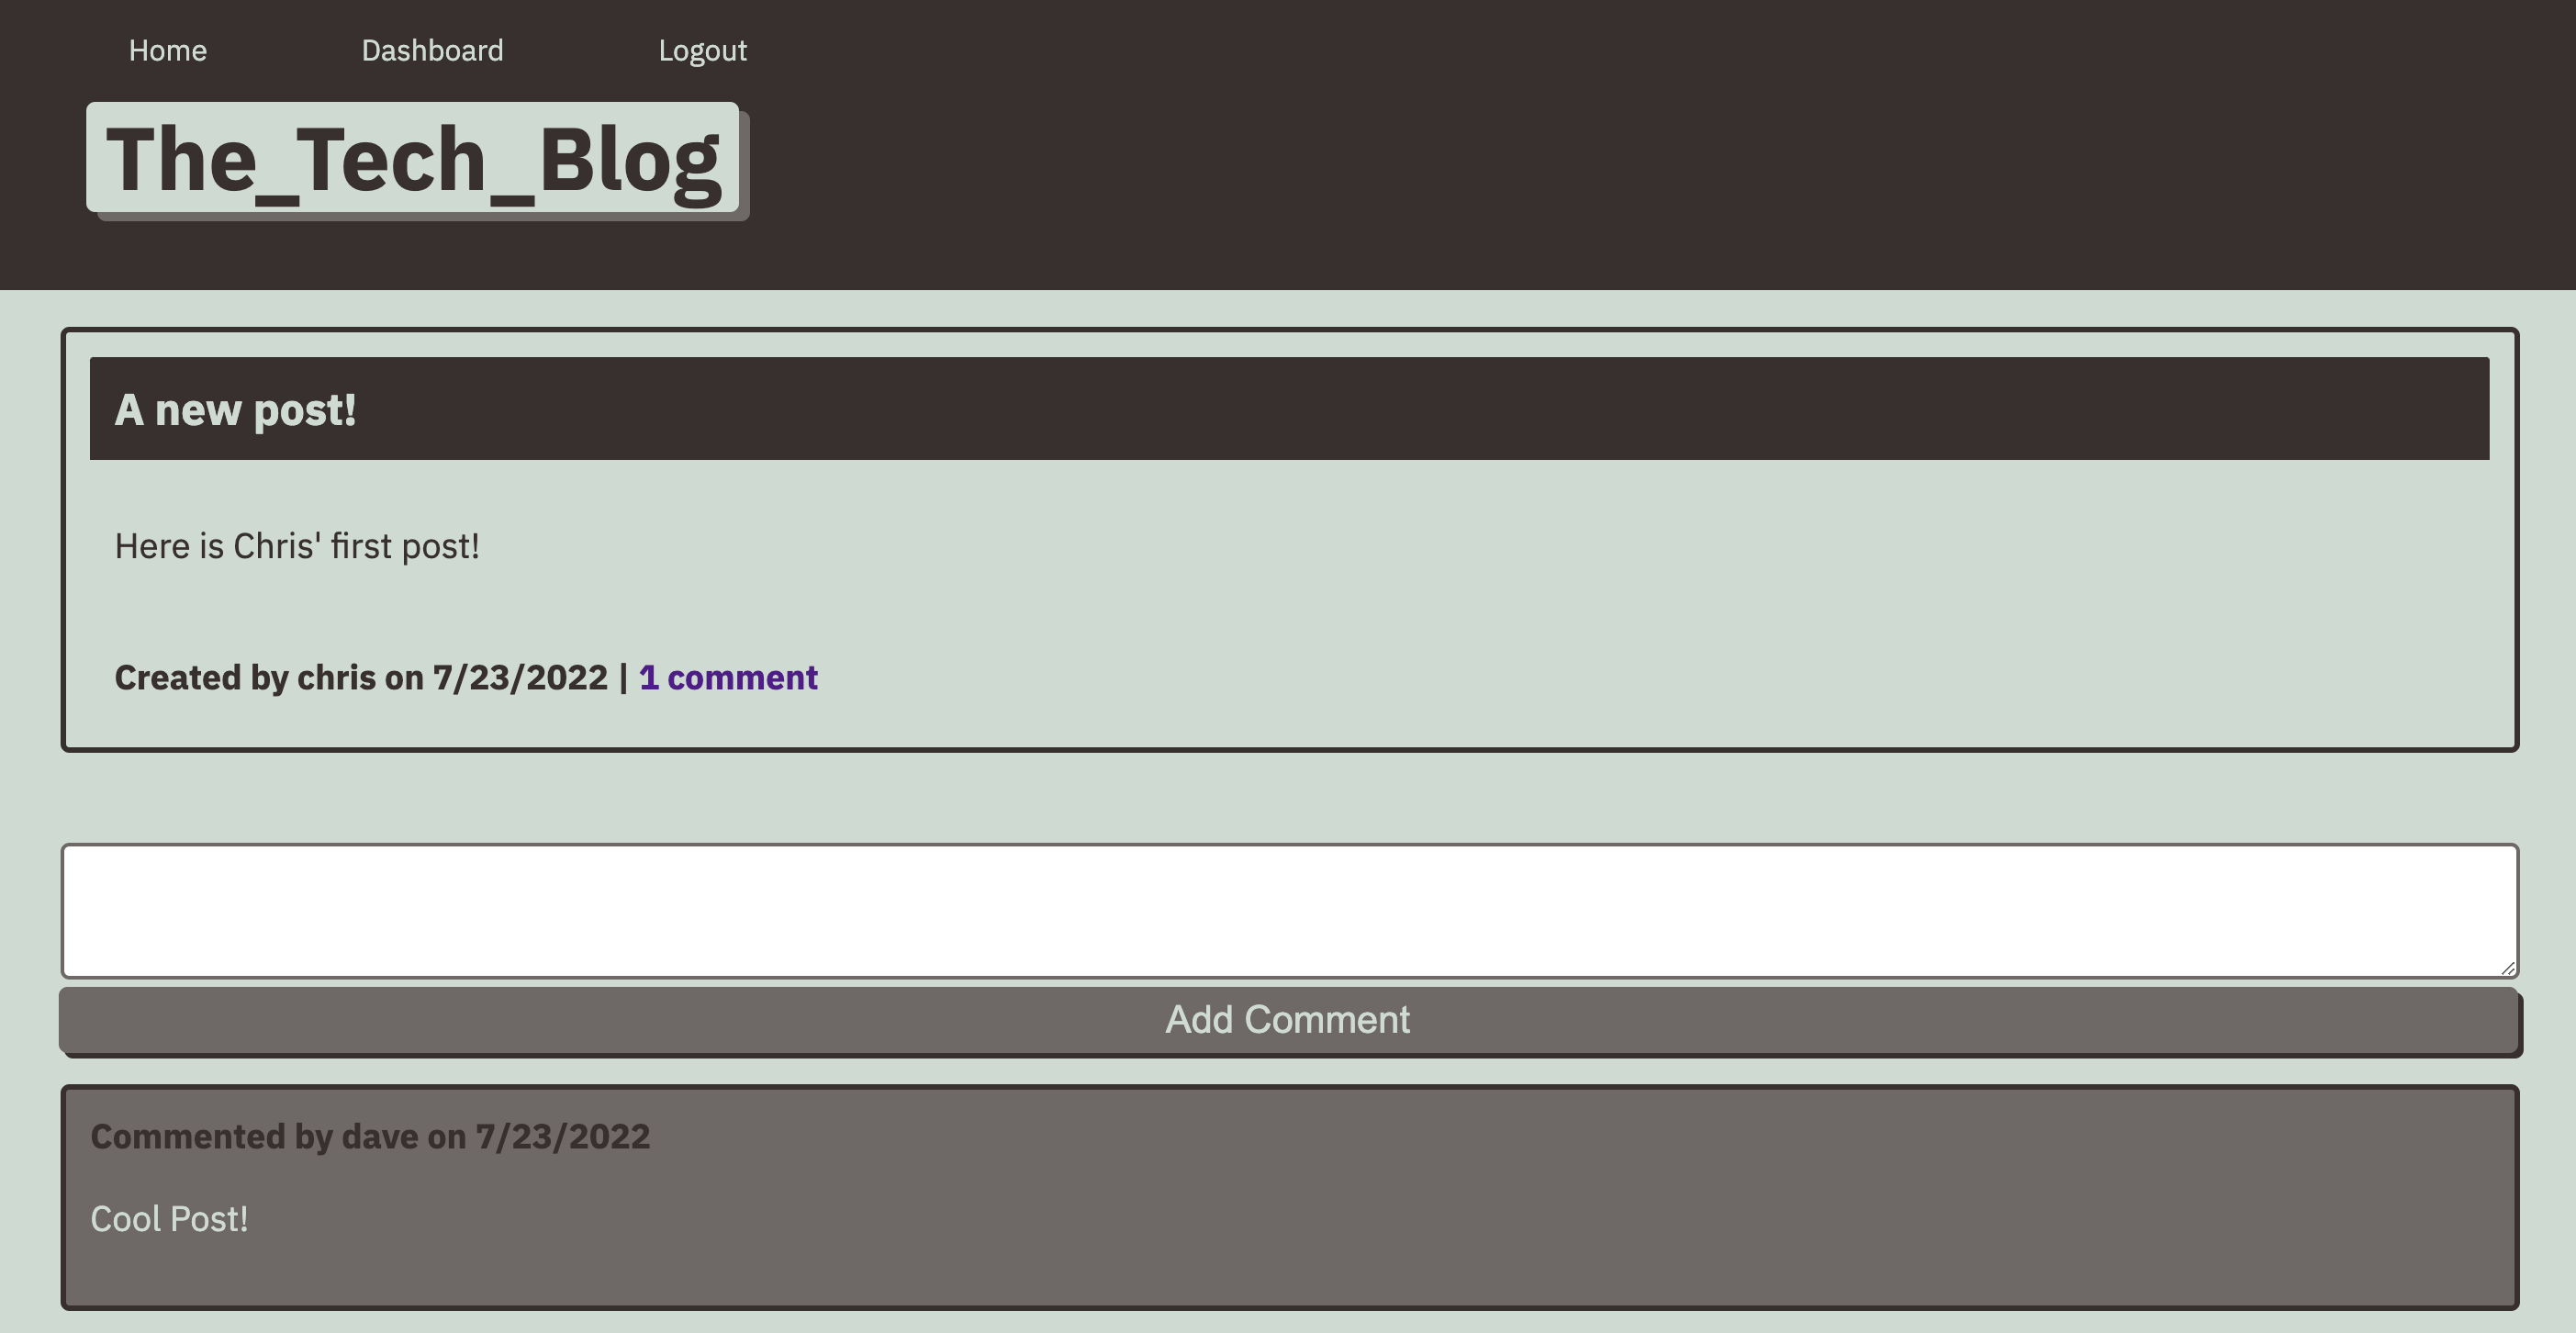 Home Dashboard Logout
The_Tech_Blog
A new post!
Here is Chris' first post!
Created by chris on 7/23/2022 | 1 comment
Add Comment
Commented by dave on 7/23/2022
Cool Post!